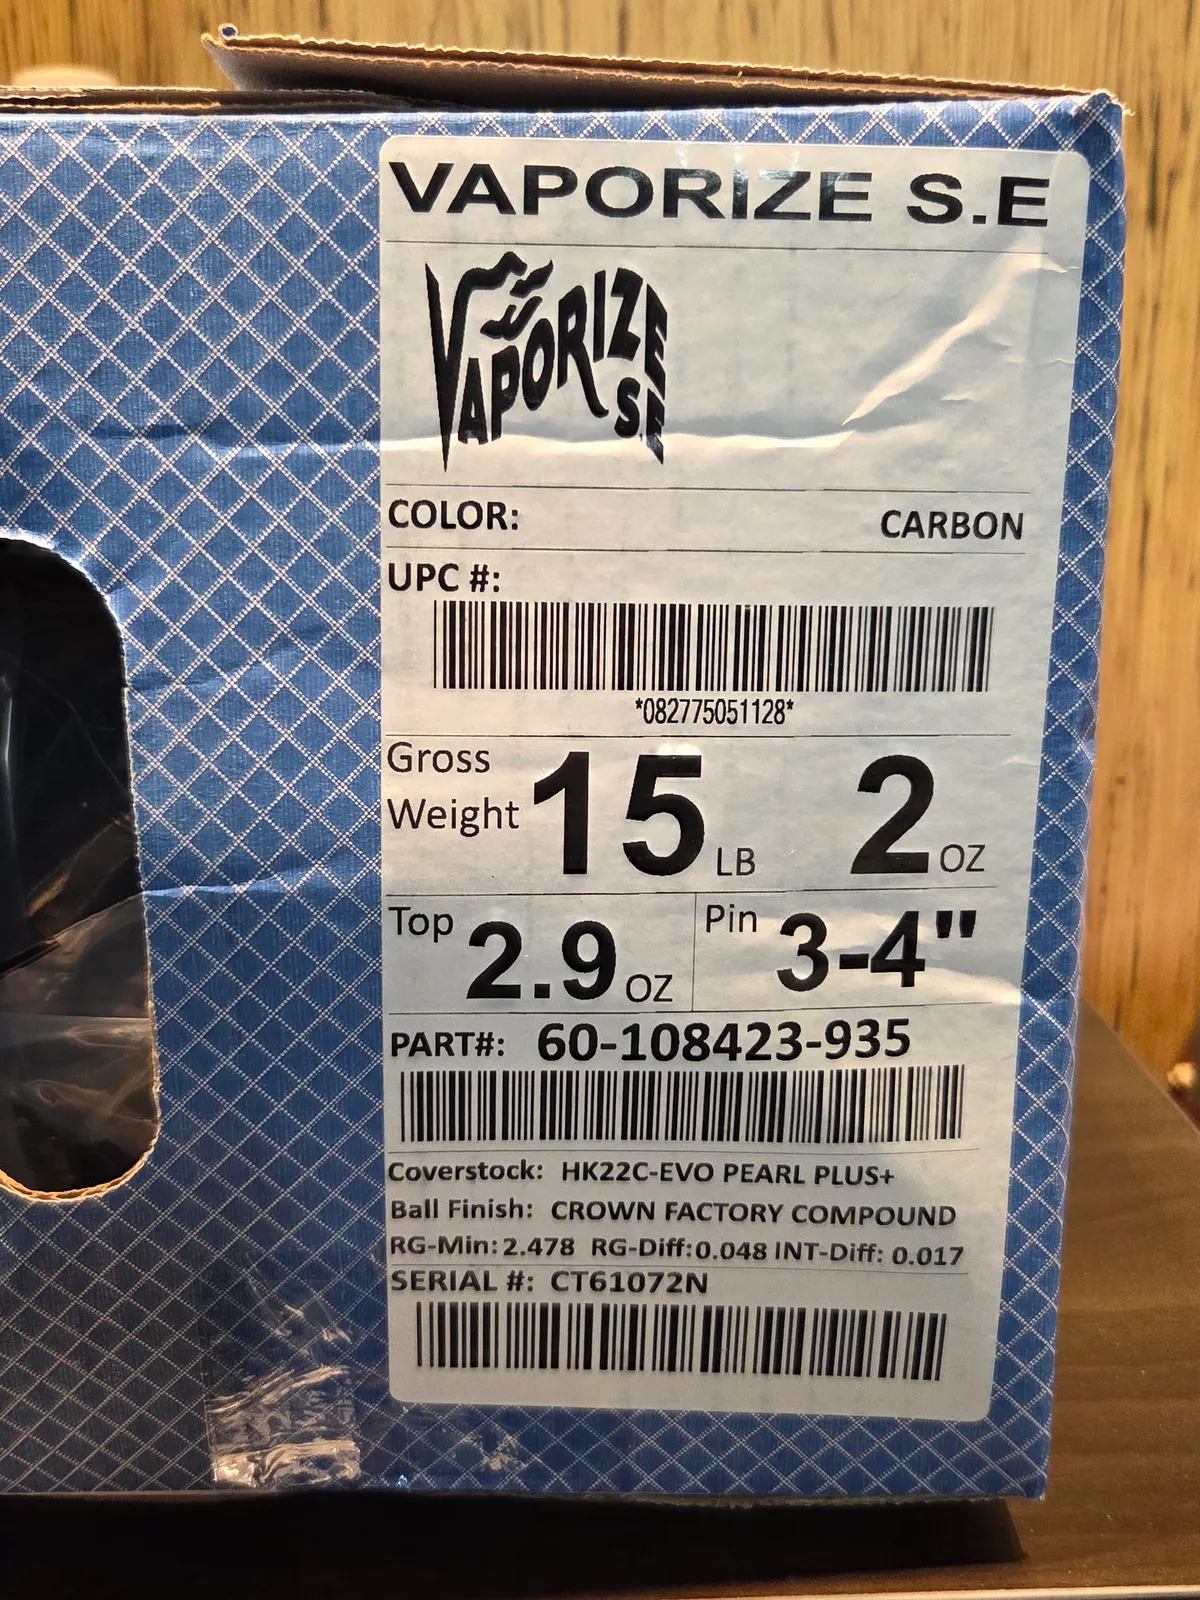 VAPORIZE S.E
VAPORIZE
S.E
COLOR: CARBON
UPC #:
*082775051128*
Gross Weight 15 LB 2 OZ
Top 2.9 OZ Pin 3-4"
PART#: 60-108423-935
Coverstock: HK22C-EVO PEARL PLUS+
Ball Finish: CROWN FACTORY COMPOUND
RG-Min: 2.478 RG-Diff: 0.048 INT-Diff: 0.017
SERIAL #: CT61072N